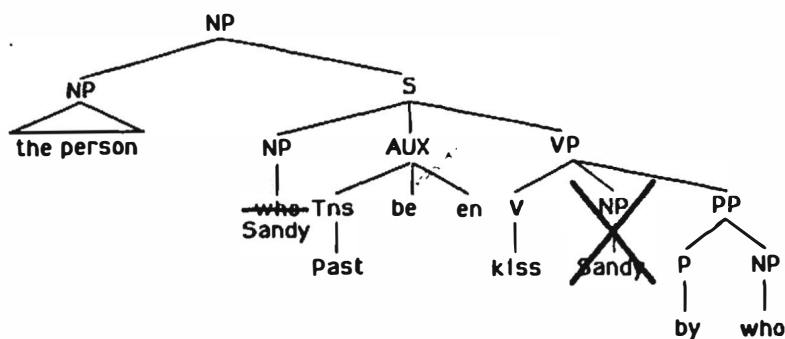 NP
NP S
the person NP AUX VP
who Tns be en V NP PP
Sandy
Past kiss Sandy P NP
by who